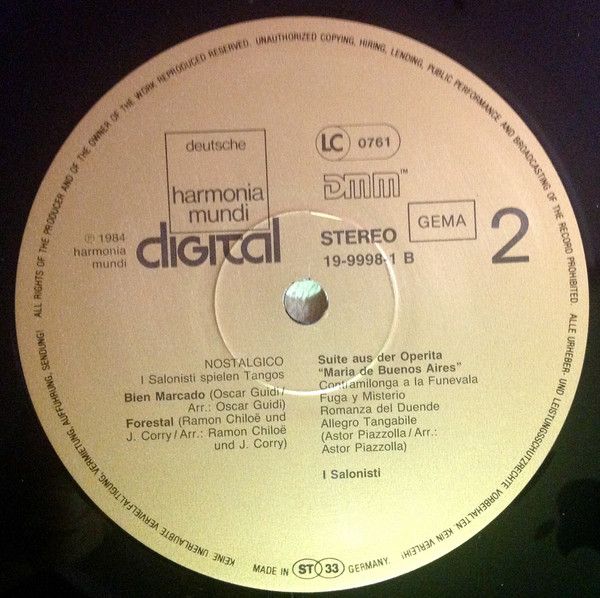 ALL RIGHTS OF THE PRODUCER AND OF THE OWNER OF THE WORK REPRODUCED RESERVED. UNAUTHORIZED COPYING, HIRING, LENDING, PUBLIC PERFORMANCE AND BROADCASTING OF THE RECORD PROHIBITED. ALLE URHEBER- UND LEISTUNGSSCHUTZRECHTE VORBEHALTEN. KEIN VERLEIH! KEINE UNERLAUBTE VERVIELFÄLTIGUNG, VERMIETUNG, AUFFÜHRUNG, SENDUNG!
deutsche
harmonia
mundi
digital
℗ 1984
harmonia
mundi
LC 0761
DMM™
STEREO
GEMA
19-9998-1 B
2
NOSTALGICO
I Salonisti spielen Tangos
Bien Marcado (Oscar Guidi/
Arr.: Oscar Guidi)
Forestal (Ramon Chiloë und
J. Corry/Arr.: Ramon Chiloë
und J. Corry)
Suite aus der Operita
"Maria de Buenos Aires"
Contramilonga a la Funevala
Fuga y Misterio
Romanza del Duende
Allegro Tangabile
(Astor Piazzolla/Arr.:
Astor Piazzolla)
I Salonisti
MADE IN ST 33 GERMANY.